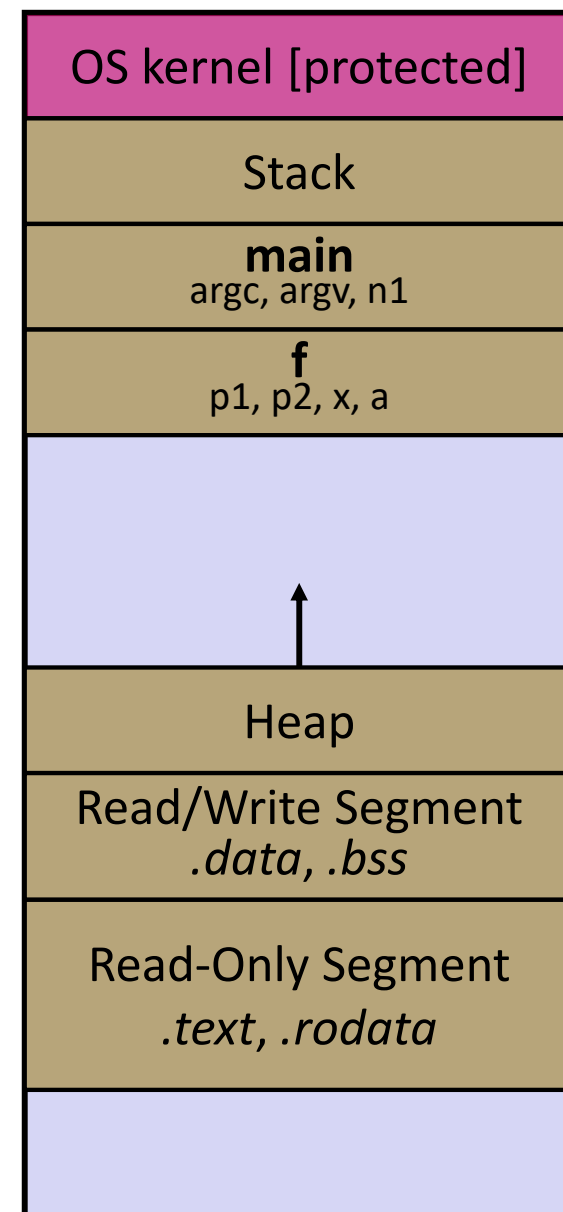 OS kernel [protected]
Stack
main
argc, argv, n1
f
p1, p2, x, a
Heap
Read/Write Segment
.data, .bss
Read-Only Segment
.text, .rodata